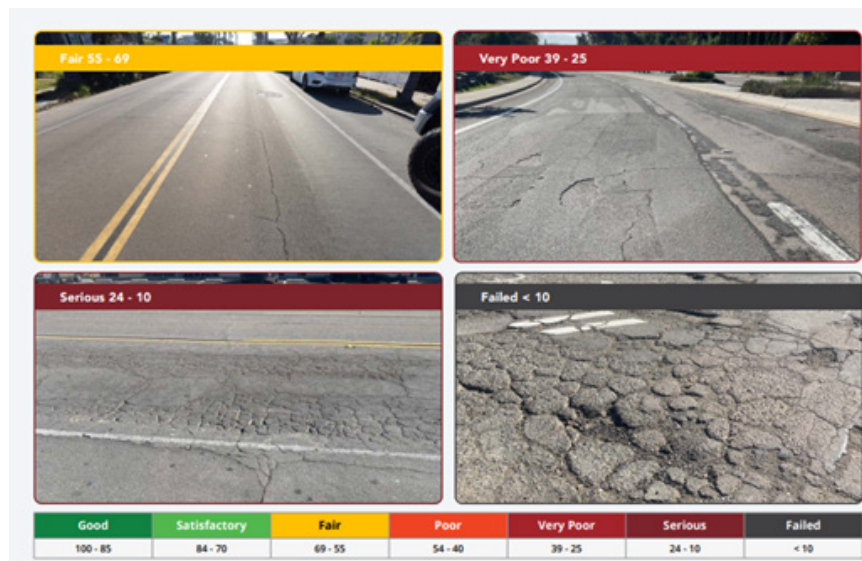 Fair 55 - 69
Very Poor 39 - 25
Serious 24 - 10
Failed < 10
Good Satisfactory Fair Poor Very Poor Serious Failed
100 - 85 84 - 70 69 - 55 54 - 40 39 - 25 24 - 10 < 10